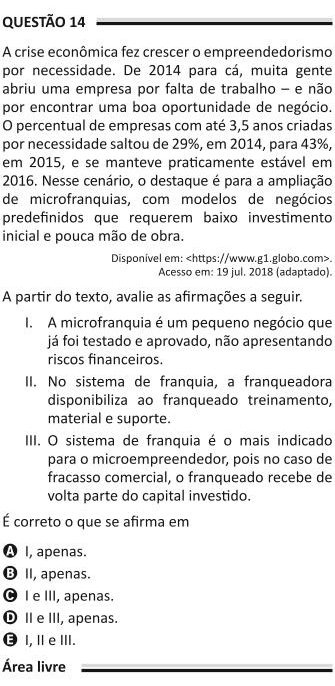 QUESTÃO 14
A crise econômica fez crescer o empreendedorismo
por necessidade. De 2014 para cá, muita gente
abriu uma empresa por falta de trabalho – e não
por encontrar uma boa oportunidade de negócio.
O percentual de empresas com até 3,5 anos criadas
por necessidade saltou de 29%, em 2014, para 43%,
em 2015, e se manteve praticamente estável em
2016. Nesse cenário, o destaque é para a ampliação
de microfranquias, com modelos de negócios
predefinidos que requerem baixo investimento
inicial e pouca mão de obra.
Disponível em: <https://www.g1.globo.com>.
Acesso em: 19 jul. 2018 (adaptado).
A partir do texto, avalie as afirmações a seguir.
I. A microfranquia é um pequeno negócio que
já foi testado e aprovado, não apresentando
riscos financeiros.
II. No sistema de franquia, a franqueadora
disponibiliza ao franqueado treinamento,
material e suporte.
III. O sistema de franquia é o mais indicado
para o microempreendedor, pois no caso de
fracasso comercial, o franqueado recebe de
volta parte do capital investido.
É correto o que se afirma em
A I, apenas.
B II, apenas.
C I e III, apenas.
D II e III, apenas.
E I, II e III.
Área livre